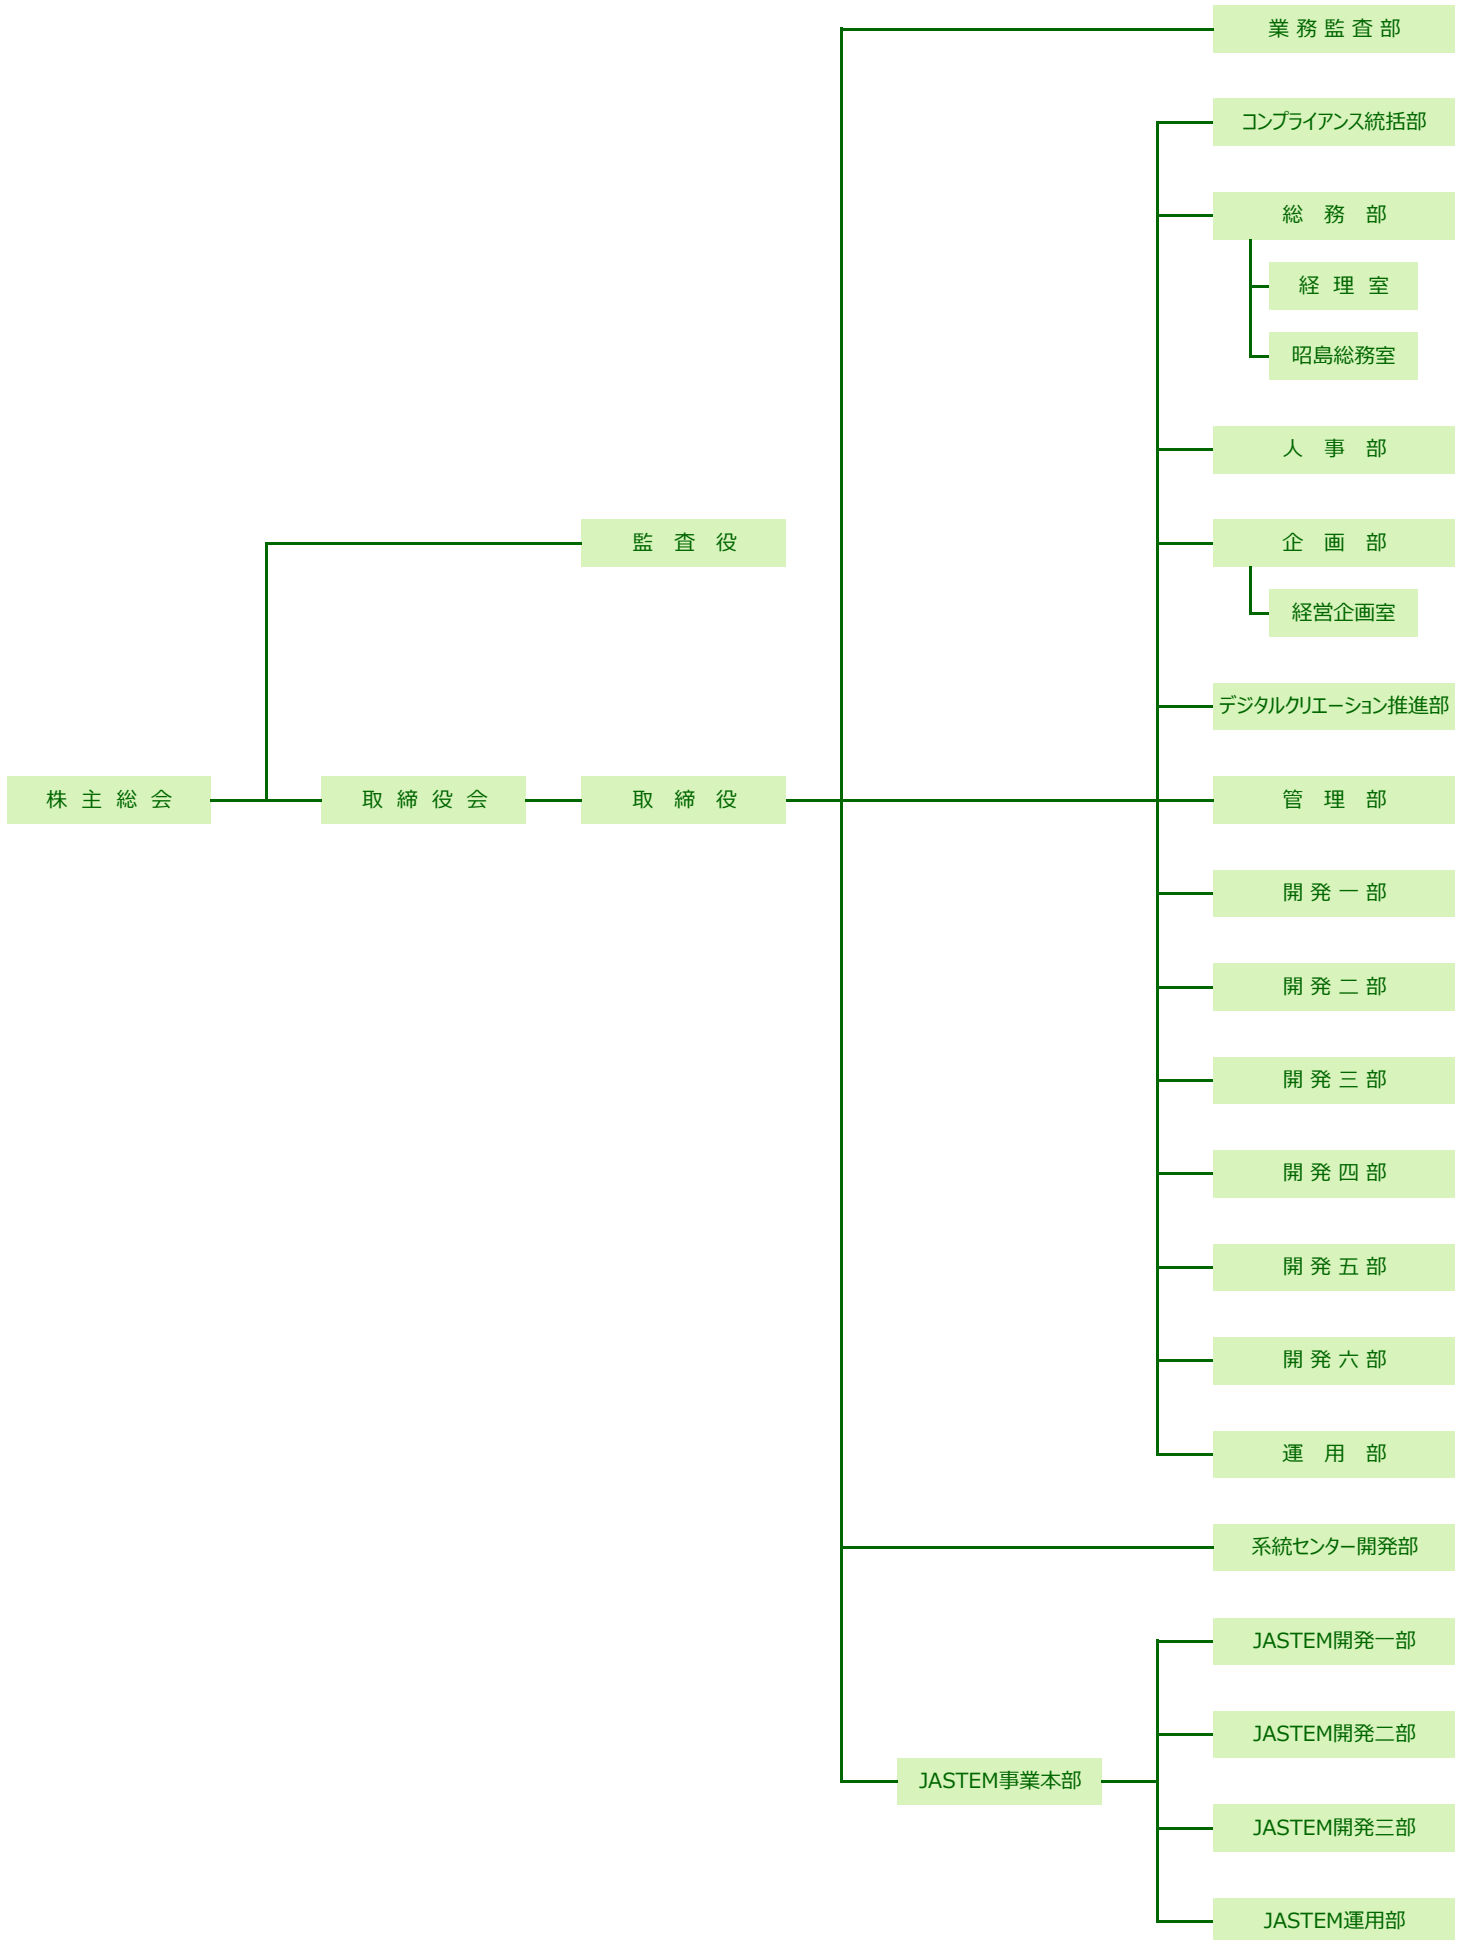 業務監査部
コンプライアンス統括部
総　務　部
経 理 室
昭島総務室
人　事　部
監　査　役
企　画　部
経営企画室
デジタルクリエーション推進部
株 主 総 会
取 締 役 会
取　締　役
管　理　部
開 発 一 部
開 発 二 部
開 発 三 部
開 発 四 部
開 発 五 部
開 発 六 部
運　用　部
系統センター開発部
JASTEM開発一部
JASTEM開発二部
JASTEM事業本部
JASTEM開発三部
JASTEM運用部